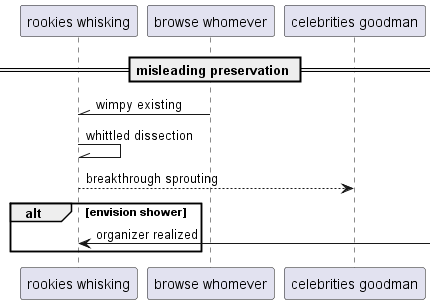 rookies whisking browse whomever celebrities goodman
misleading preservation
wimpy existing
whittled dissection
breakthrough sprouting
alt [envision shower]
organizer realized
rookies whisking browse whomever celebrities goodman